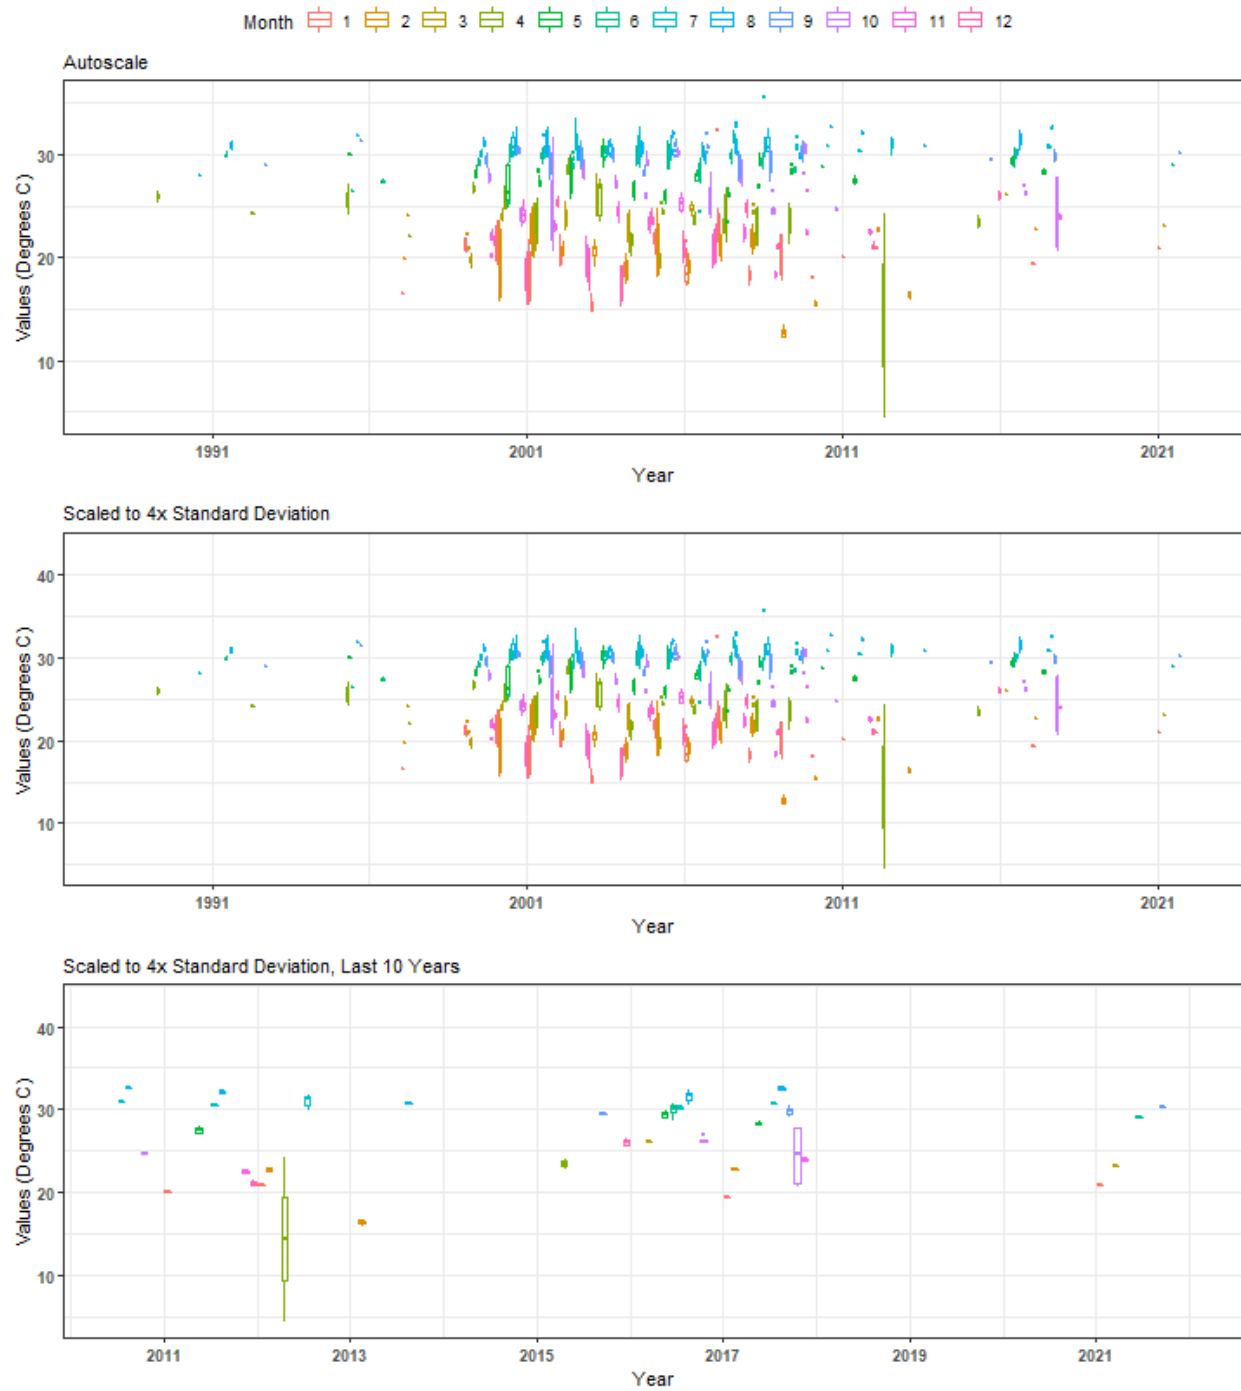 Month 1 2 3 4 5 6 7 8 9 10 11 12
Autoscale
Values (Degrees C)
30
20
10
1991 2001 2011 2021
Year
Scaled to 4x Standard Deviation
Values (Degrees C)
40
30
20
10
1991 2001 2011 2021
Year
Scaled to 4x Standard Deviation, Last 10 Years
Values (Degrees C)
40
30
20
10
2011 2013 2015 2017 2019 2021
Year